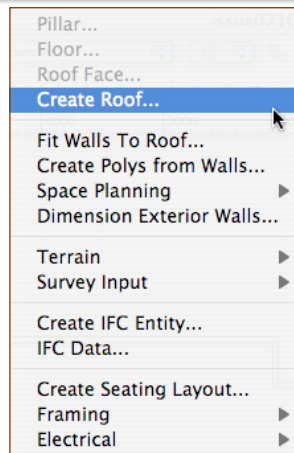 Pillar...
Floor...
Roof Face...
Create Roof...
Fit Walls To Roof...
Create Polys from Walls...
Space Planning
Dimension Exterior Walls...
Terrain
Survey Input
Create IFC Entity...
IFC Data...
Create Seating Layout...
Framing
Electrical